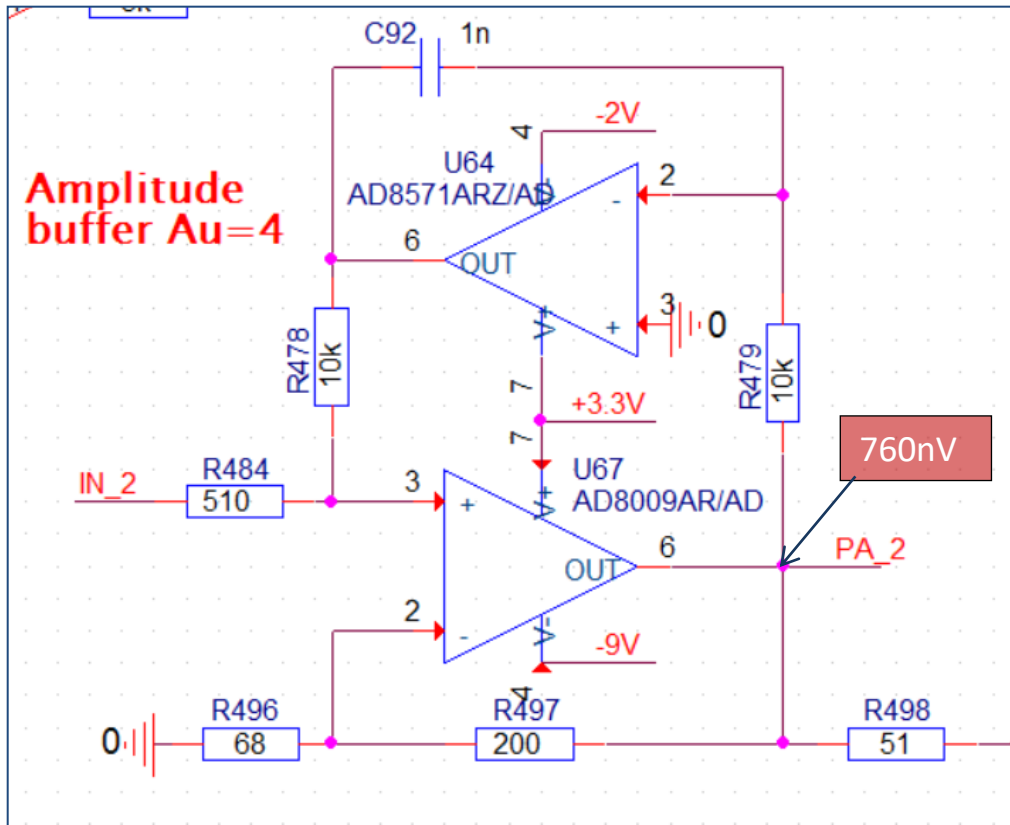 C92
1n
-2V
4
U64
AD8571ARZ/AD
V-
2
-
Amplitude
buffer Au=4
6
OUT
3
0
+
V+
R478
10k
R479
10k
7
+3.3V
7
760nV
IN_2
R484
510
3
+
V+
U67
AD8009AR/AD
6
PA_2
OUT
2
-
V-
-9V
4
R496
R497
R498
0
68
200
51